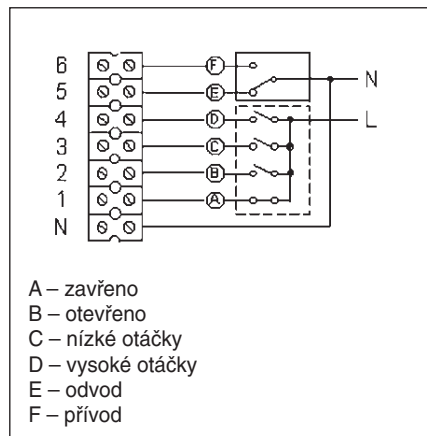 6 F
5 E N
4 D L
3 C
2 B
1 A
N
A – zavřeno
B – otevřeno
C – nízké otáčky
D – vysoké otáčky
E – odvod
F – přívod